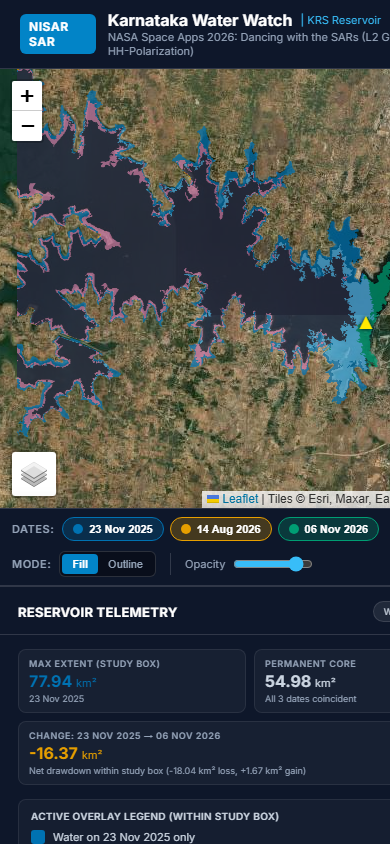 NISAR
SAR
Karnataka Water Watch | KRS Reservoir
NASA Space Apps 2026: Dancing with the SARs (L2 G
HH-Polarization)
+
−
Leaflet | Tiles © Esri, Maxar, Ea
DATES: 23 Nov 2025 14 Aug 2026 06 Nov 2026
MODE: Fill Outline Opacity
RESERVOIR TELEMETRY W
MAX EXTENT (STUDY BOX)
77.94 km²
23 Nov 2025
PERMANENT CORE
54.98 km²
All 3 dates coincident
CHANGE: 23 NOV 2025 → 06 NOV 2026
-16.37 km²
Net drawdown within study box (-18.04 km² loss, +1.67 km² gain)
ACTIVE OVERLAY LEGEND (WITHIN STUDY BOX)
Water on 23 Nov 2025 only